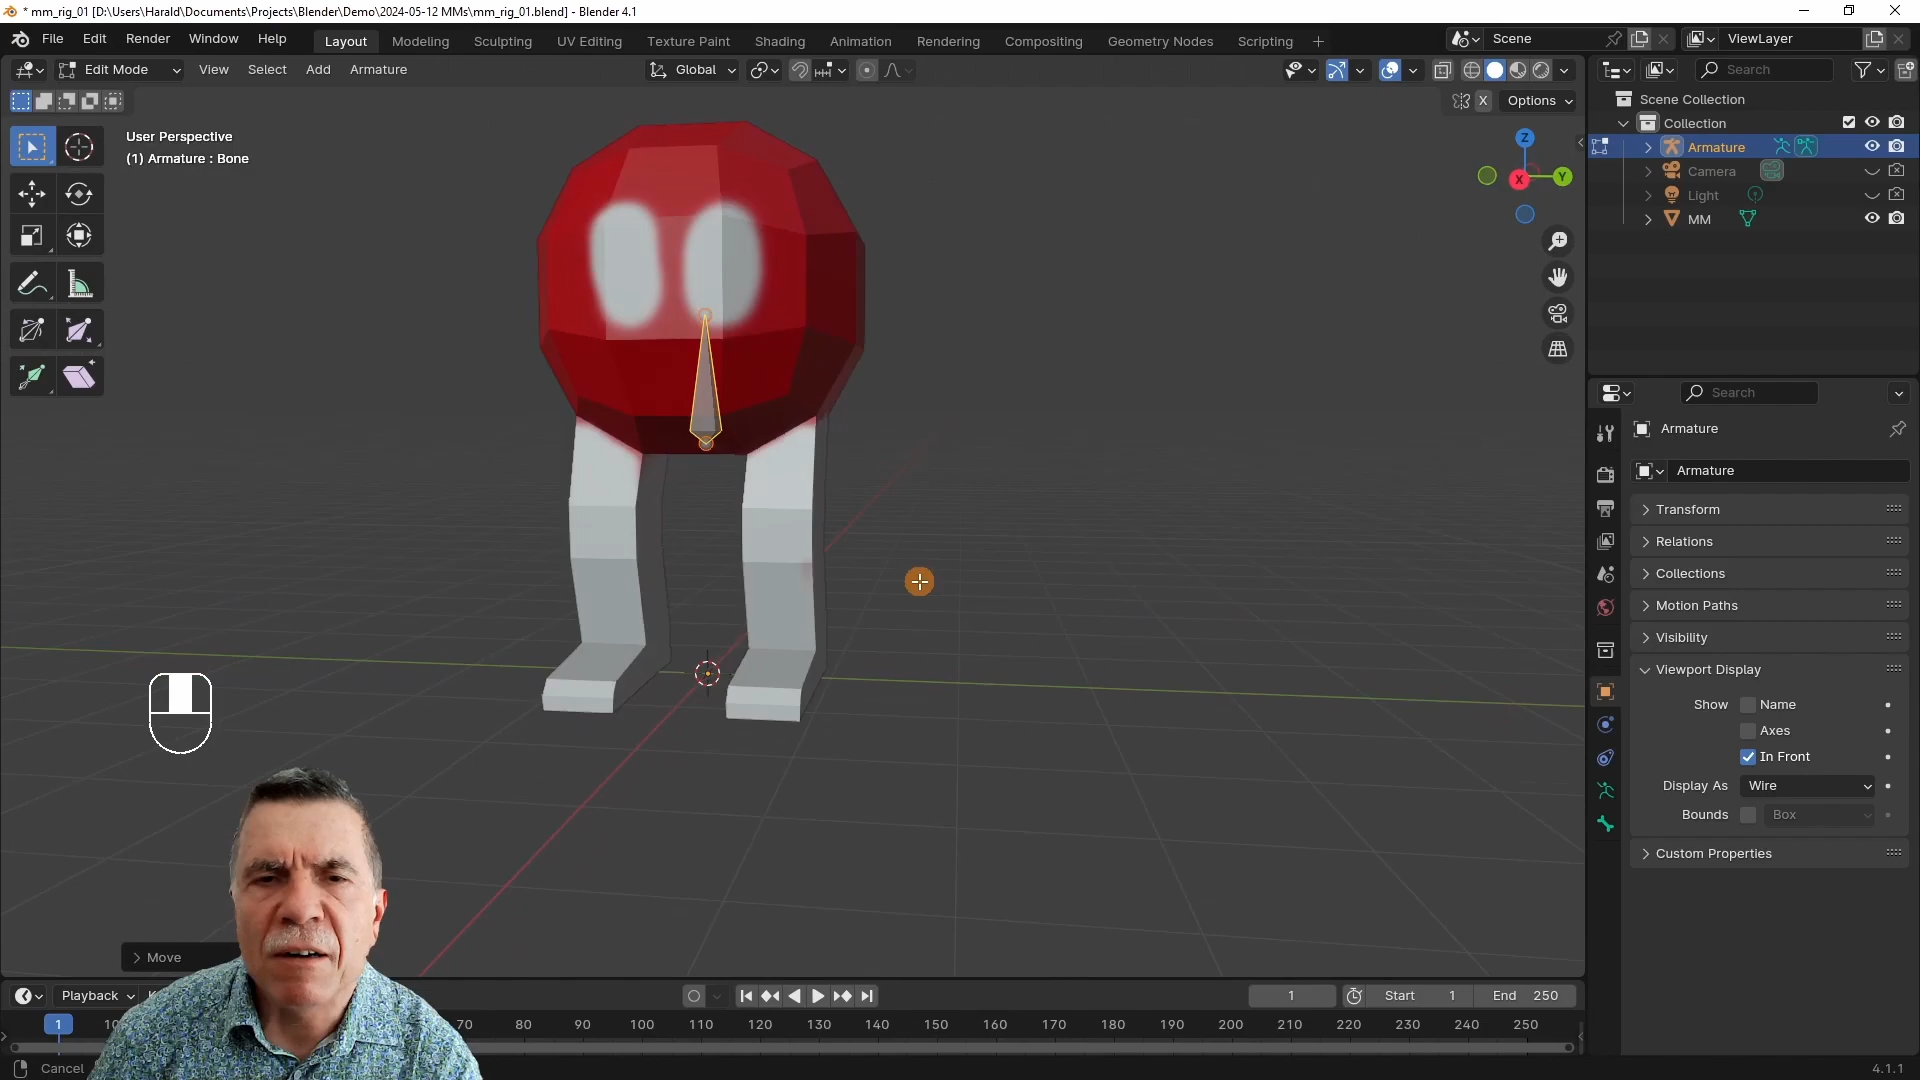 * mm_rig_01 [D:\Users\Harald\Documents\Projects\Blender\Demo\2024-05-12 MMs\mm_rig_01.blend] - Blender 4.1
File Edit Render Window Help Layout Modeling Sculpting UV Editing Texture Paint Shading Animation Rendering Compositing Geometry Nodes Scripting + Scene ViewLayer
Edit Mode View Select Add Armature Global Search
X Options
Scene Collection
Collection
Armature
Camera
Light
MM
User Perspective
(1) Armature : Bone
Z
X
Y
Search
Armature
Armature
Transform
Relations
Collections
Motion Paths
Visibility
Viewport Display
Show Name
Axes
In Front
Display As Wire
Bounds Box
Custom Properties
Move
Playback 1 Start 1 End 250
1 70 80 90 100 110 120 130 140 150 160 170 180 190 200 210 220 230 240 250
Cancel 4.1.1